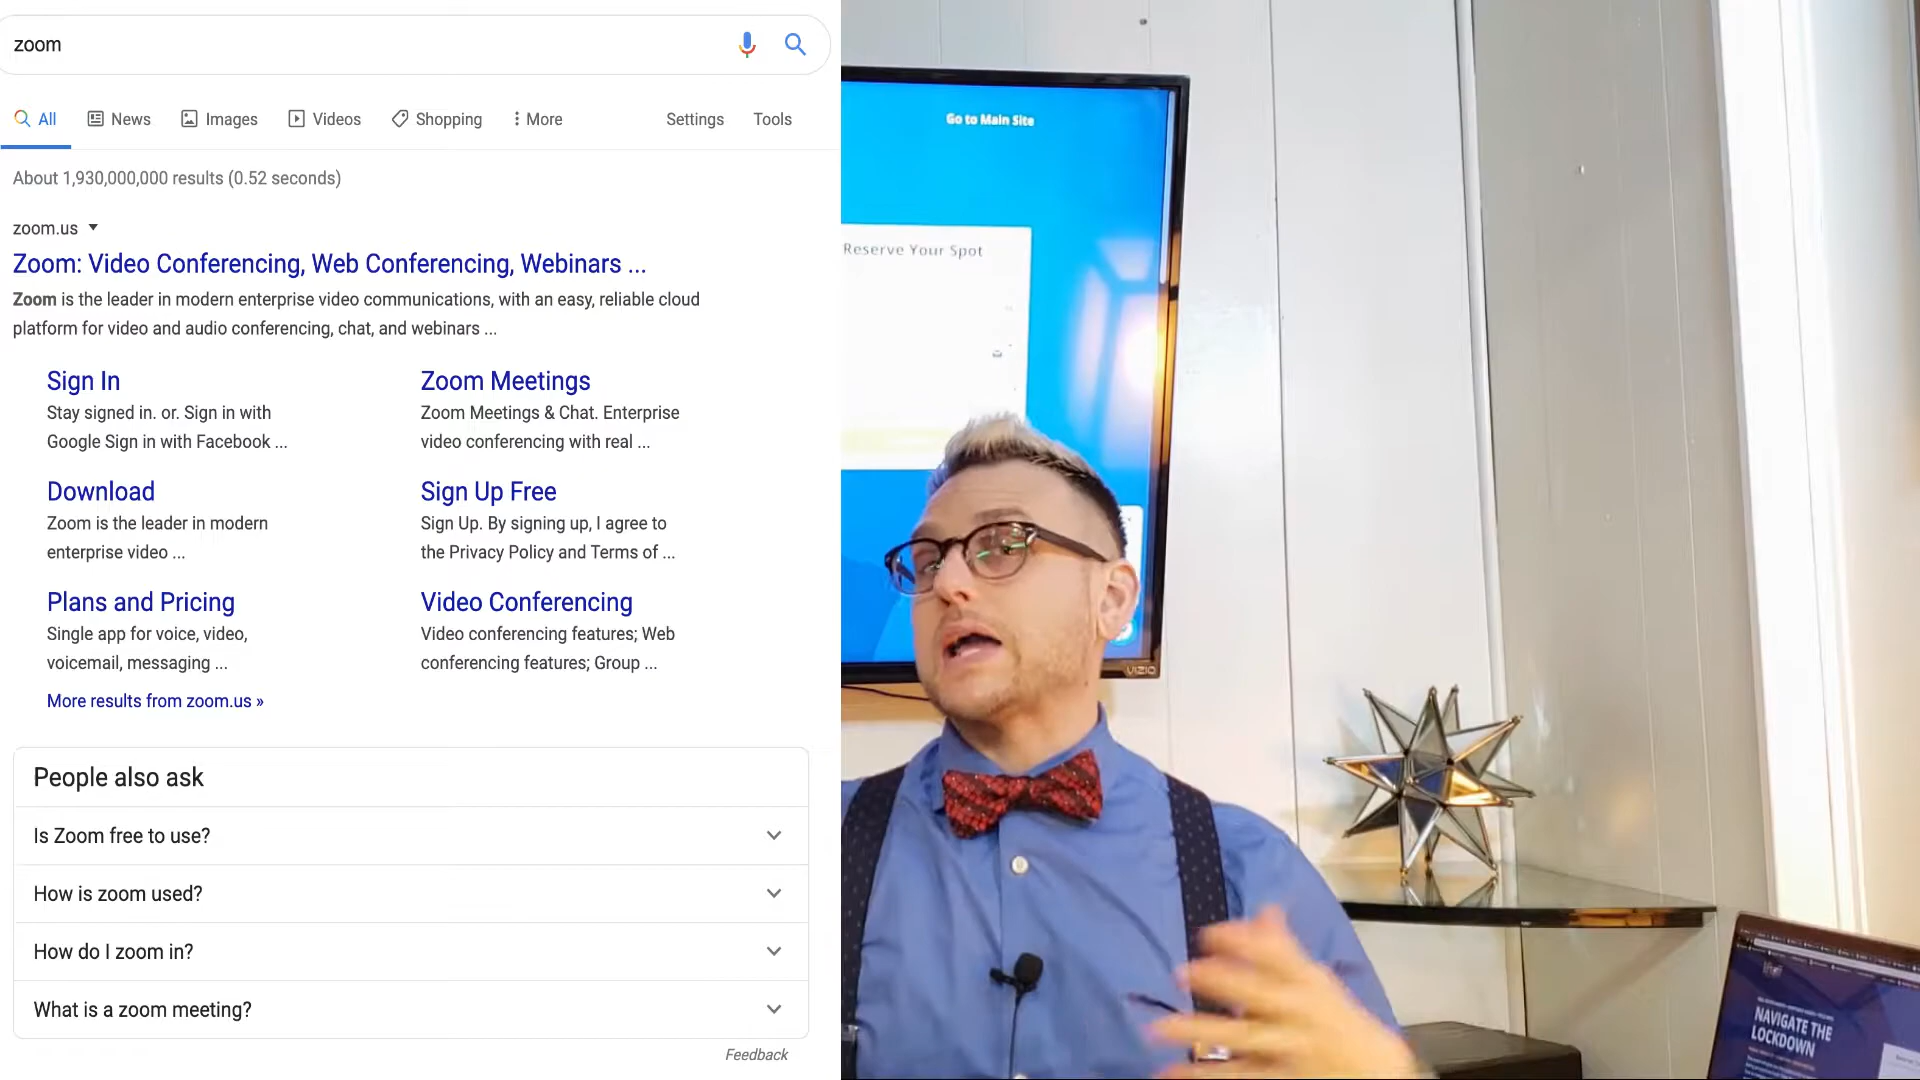 zoom
All
News
Images
Videos
Shopping
More
Settings
Tools
About 1,930,000,000 results (0.52 seconds)
zoom.us
Zoom: Video Conferencing, Web Conferencing, Webinars ...
Zoom is the leader in modern enterprise video communications, with an easy, reliable cloud
platform for video and audio conferencing, chat, and webinars ...
Sign In
Stay signed in. or. Sign in with
Google Sign in with Facebook ...
Zoom Meetings
Zoom Meetings & Chat. Enterprise
video conferencing with real ...
Download
Zoom is the leader in modern
enterprise video ...
Sign Up Free
Sign Up. By signing up, I agree to
the Privacy Policy and Terms of ...
Plans and Pricing
Single app for voice, video,
voicemail, messaging ...
Video Conferencing
Video conferencing features; Web
conferencing features; Group ...
More results from zoom.us »
People also ask
Is Zoom free to use?
How is zoom used?
How do I zoom in?
What is a zoom meeting?
Feedback
Go to Main Site
Reserve Your Spot
VIZIO
NAVIGATE THE
LOCKDOWN